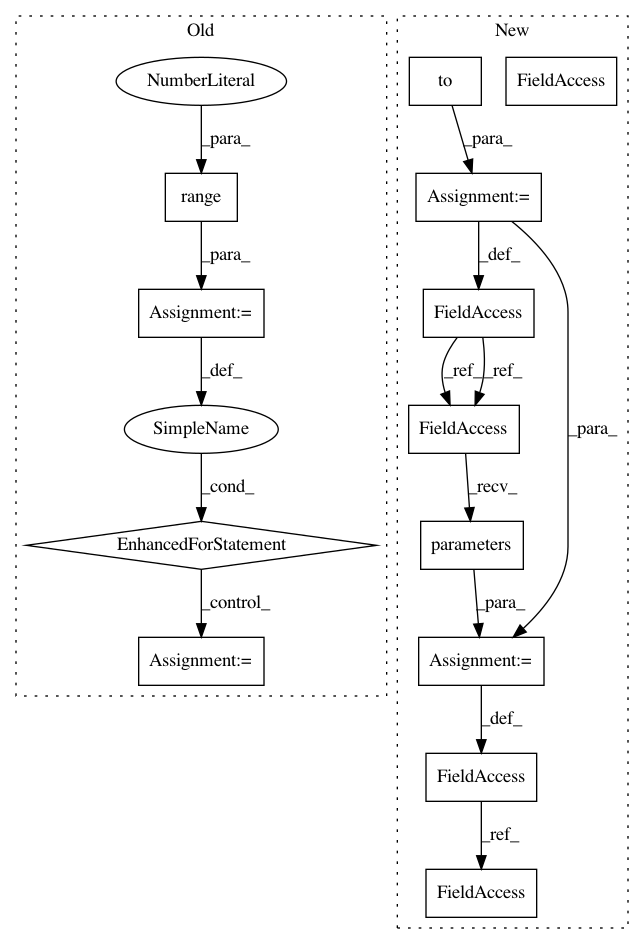 Old
New
NumberLiteral
to
FieldAccess
_para_
_para_
range
Assignment:=
_para_
_def_
Assignment:=
FieldAccess
_def_
_ref_
_ref_
SimpleName
FieldAccess
_para_
_cond_
_recv_
EnhancedForStatement
parameters
_control_
_para_
Assignment:=
Assignment:=
_def_
FieldAccess
_ref_
FieldAccess